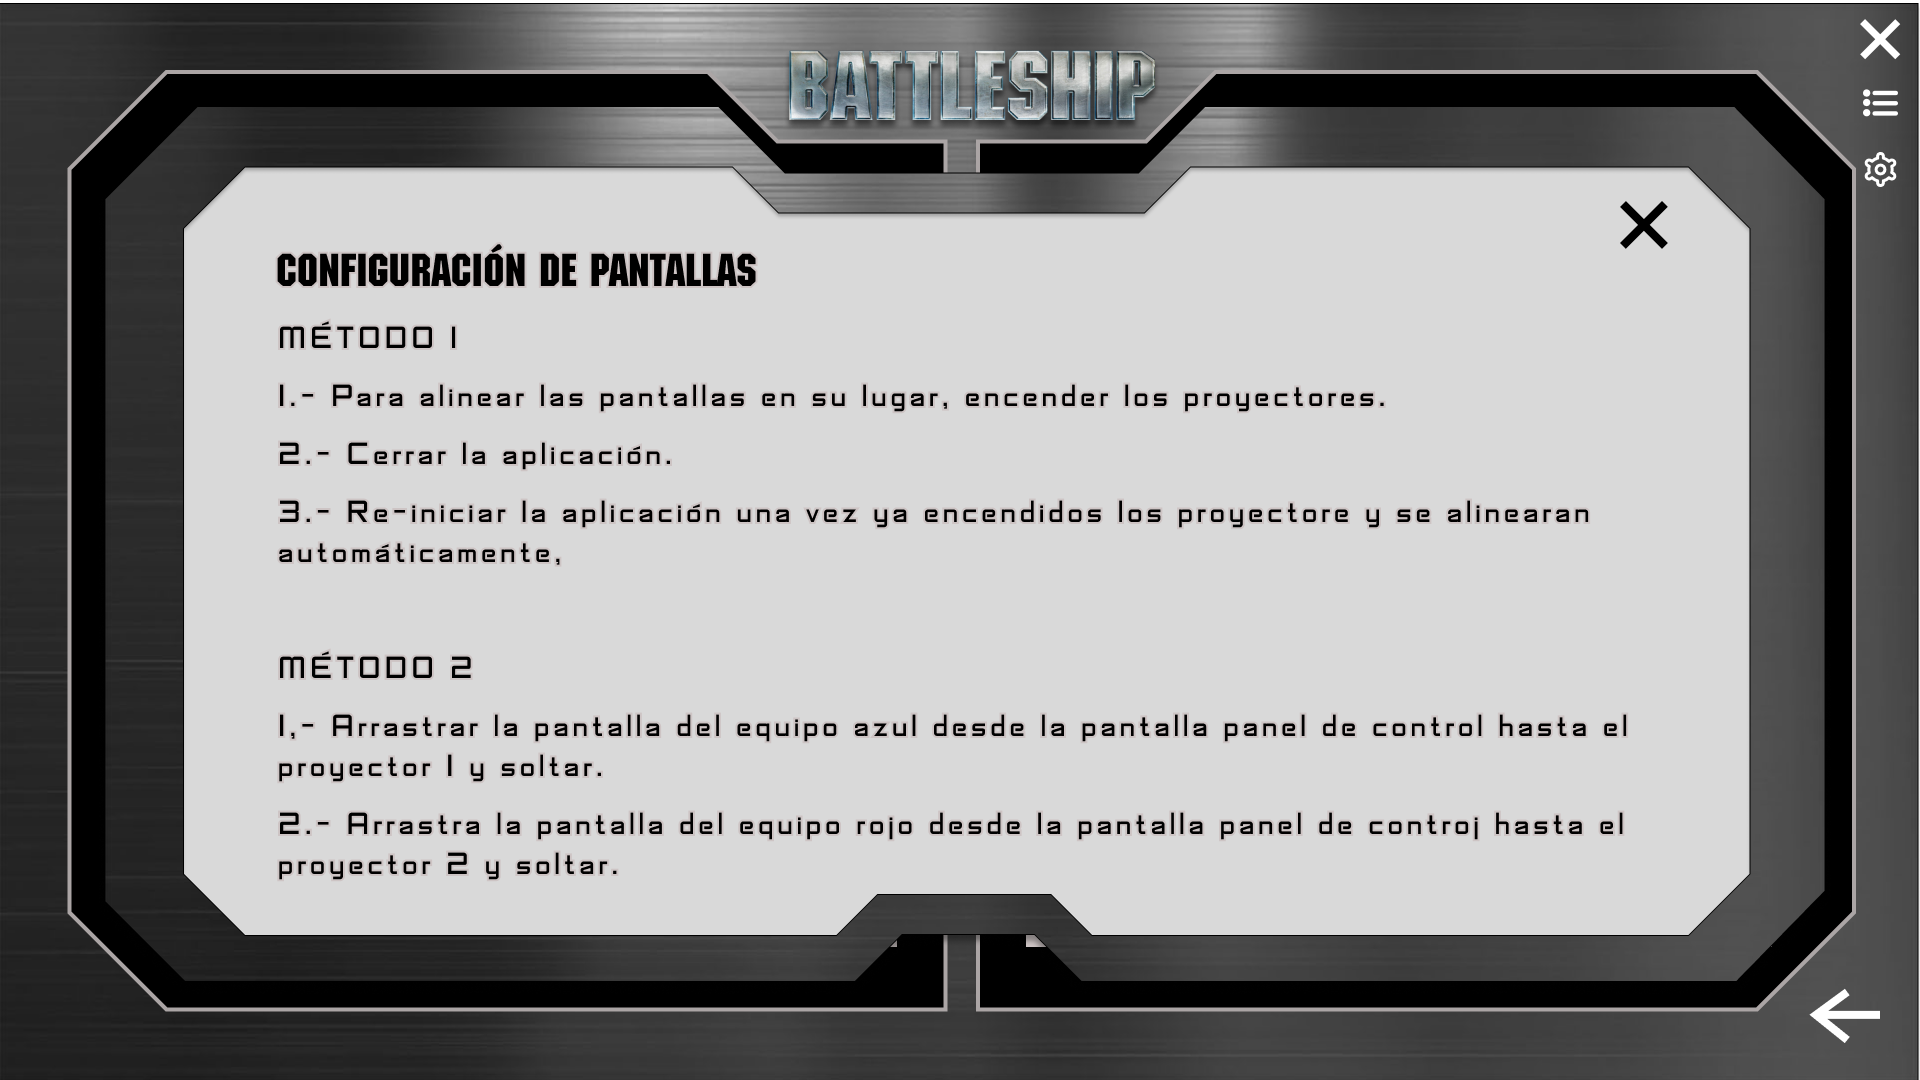 BATTLESHIP
CONFIGURACIÓN DE PANTALLAS
MÉTODO 1
1.- Para alinear las pantallas en su lugar, encender los proyectores.
2.- Cerrar la aplicación.
3.- Re-iniciar la aplicación una vez ya encendidos los proyectore y se alinearan
automáticamente,
MÉTODO 2
1,- Arrastrar la pantalla del equipo azul desde la pantalla panel de control hasta el
proyector 1 y soltar.
2.- Arrastra la pantalla del equipo rojo desde la pantalla panel de controj hasta el
proyector 2 y soltar.